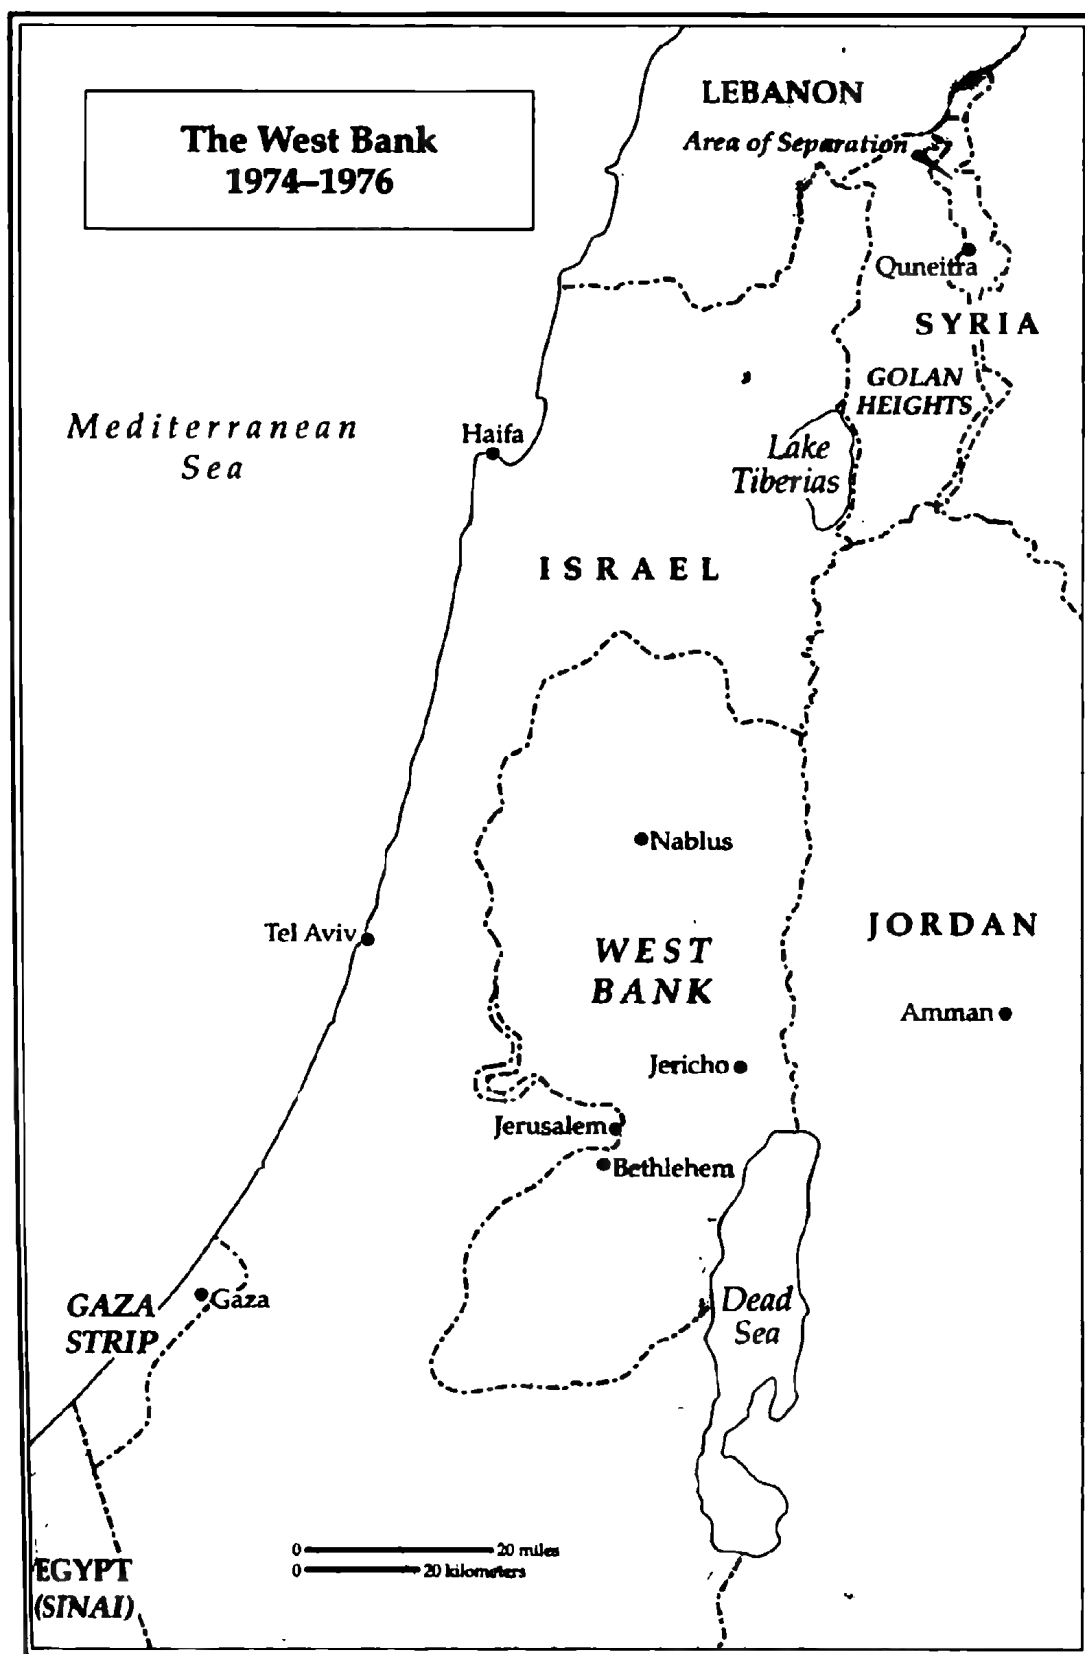 The West Bank
1974–1976
LEBANON
Area of Separation
Quneitra
SYRIA
GOLAN
HEIGHTS
Mediterranean
Sea
Haifa
Lake
Tiberias
ISRAEL
Nablus
Tel Aviv
WEST
BANK
JORDAN
Amman
Jericho
Jerusalem
Bethlehem
GAZA
STRIP
Gaza
Dead
Sea
0 20 miles
0 20 kilometers
EGYPT
(SINAI)